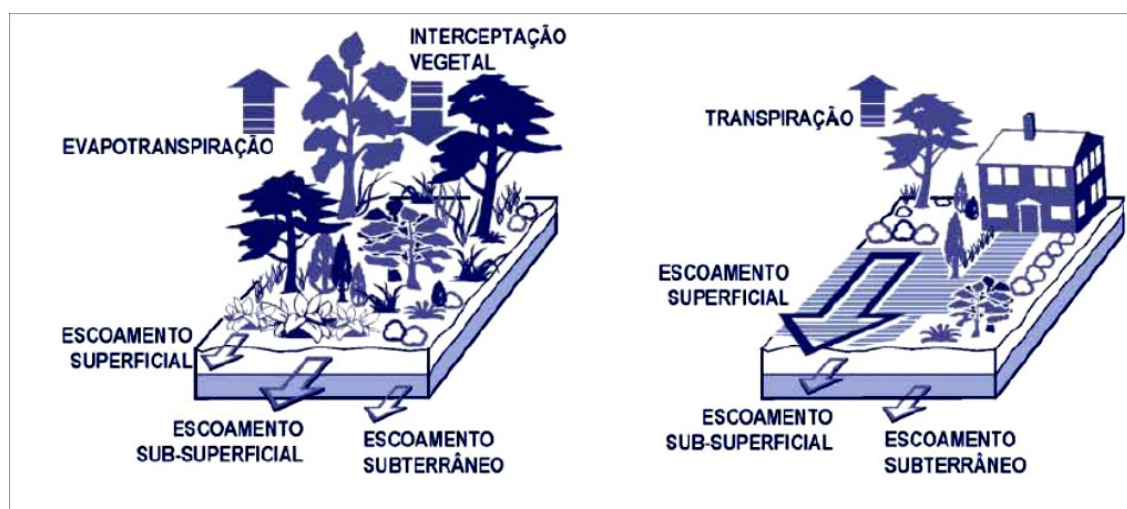 INTERCEPTAÇÃO
VEGETAL
EVAPOTRANSPIRAÇÃO
ESCOAMENTO
SUPERFICIAL
ESCOAMENTO
SUB-SUPERFICIAL
ESCOAMENTO
SUBTERRÂNEO
TRANSPIRAÇÃO
ESCOAMENTO
SUPERFICIAL
ESCOAMENTO
SUB-SUPERFICIAL
ESCOAMENTO
SUBTERRÂNEO